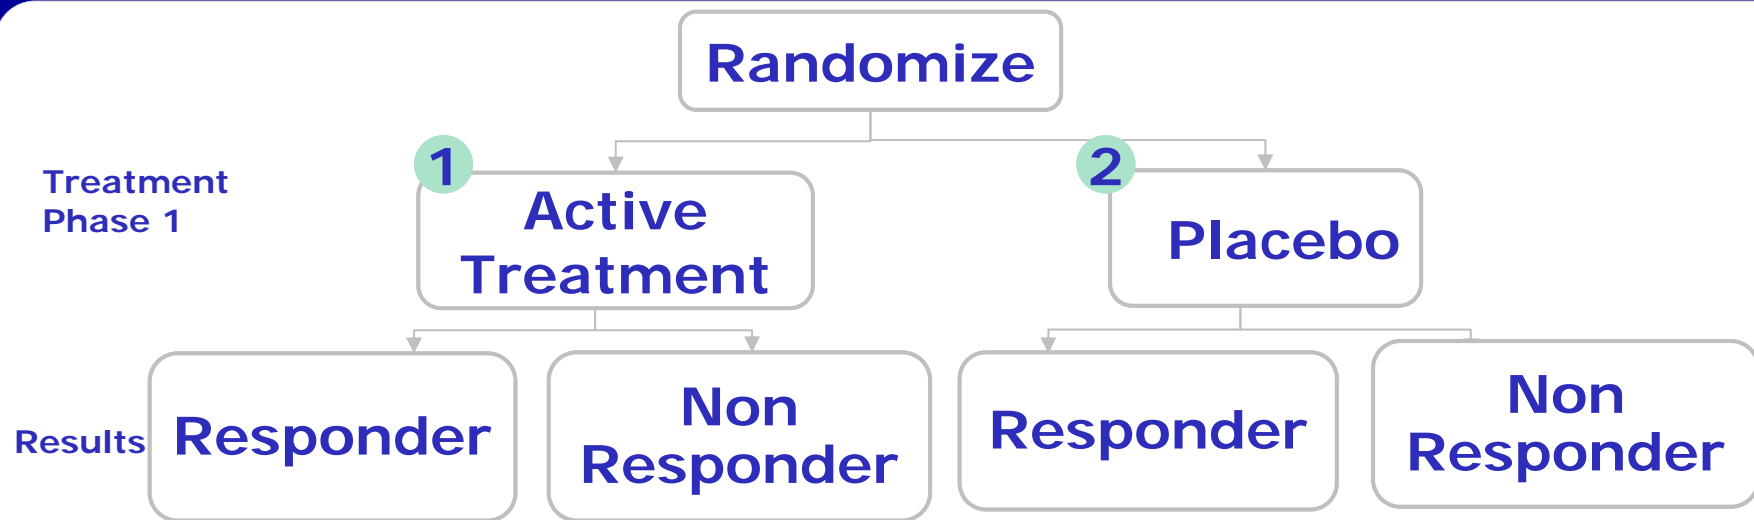 Randomize
1
2
Treatment
Phase 1
Active
Treatment
Placebo
Results
Responder
Non
Responder
Responder
Non
Responder